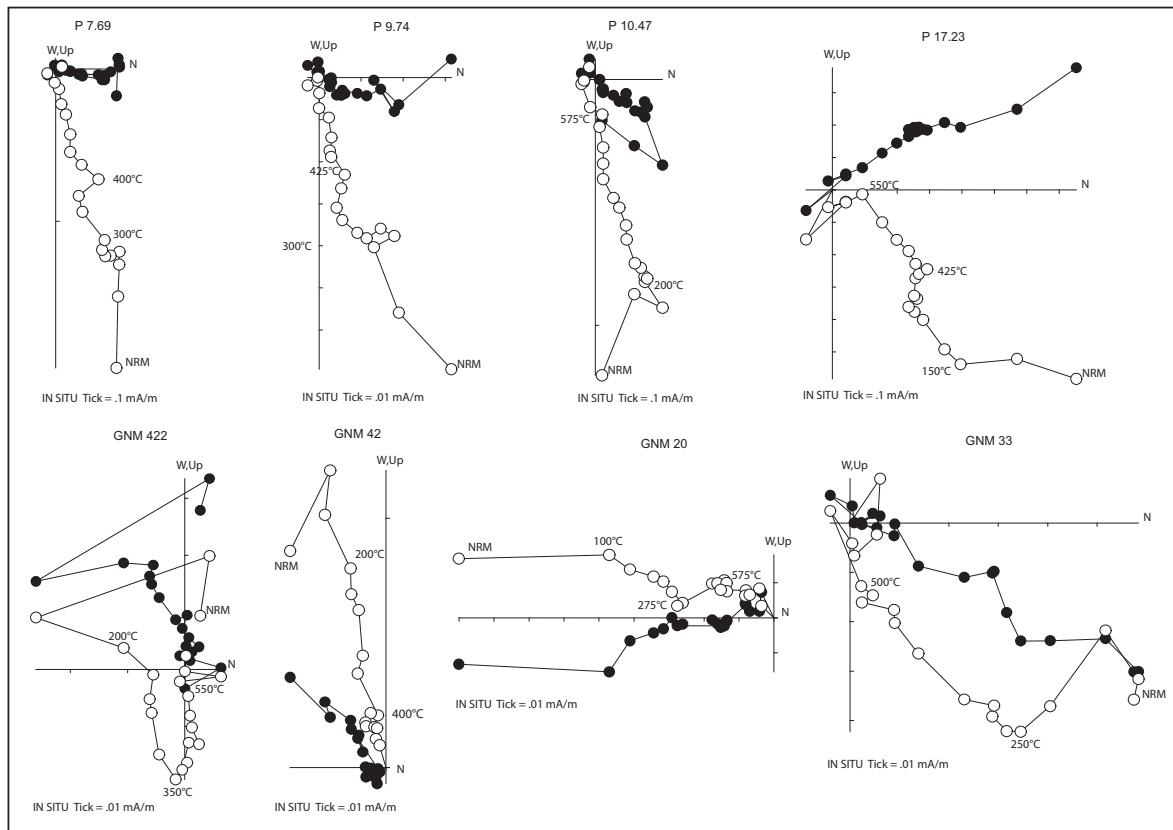 P 7.69
W,Up
N
400°C
300°C
NRM
IN SITU Tick = .1 mA/m
P 9.74
W,Up
N
425°C
300°C
NRM
IN SITU Tick = .01 mA/m
P 10.47
W,Up
N
575°C
200°C
NRM
IN SITU Tick = .1 mA/m
P 17.23
W,Up
N
550°C
425°C
150°C
NRM
IN SITU Tick = .1 mA/m
GNM 422
W,Up
NRM
200°C
N
550°C
350°C
IN SITU Tick = .01 mA/m
GNM 42
W,Up
NRM
200°C
400°C
N
IN SITU Tick = .01 mA/m
GNM 20
W,Up
NRM
100°C
575°C
275°C
N
IN SITU Tick = .01 mA/m
GNM 33
W,Up
N
500°C
NRM
250°C
IN SITU Tick = .01 mA/m